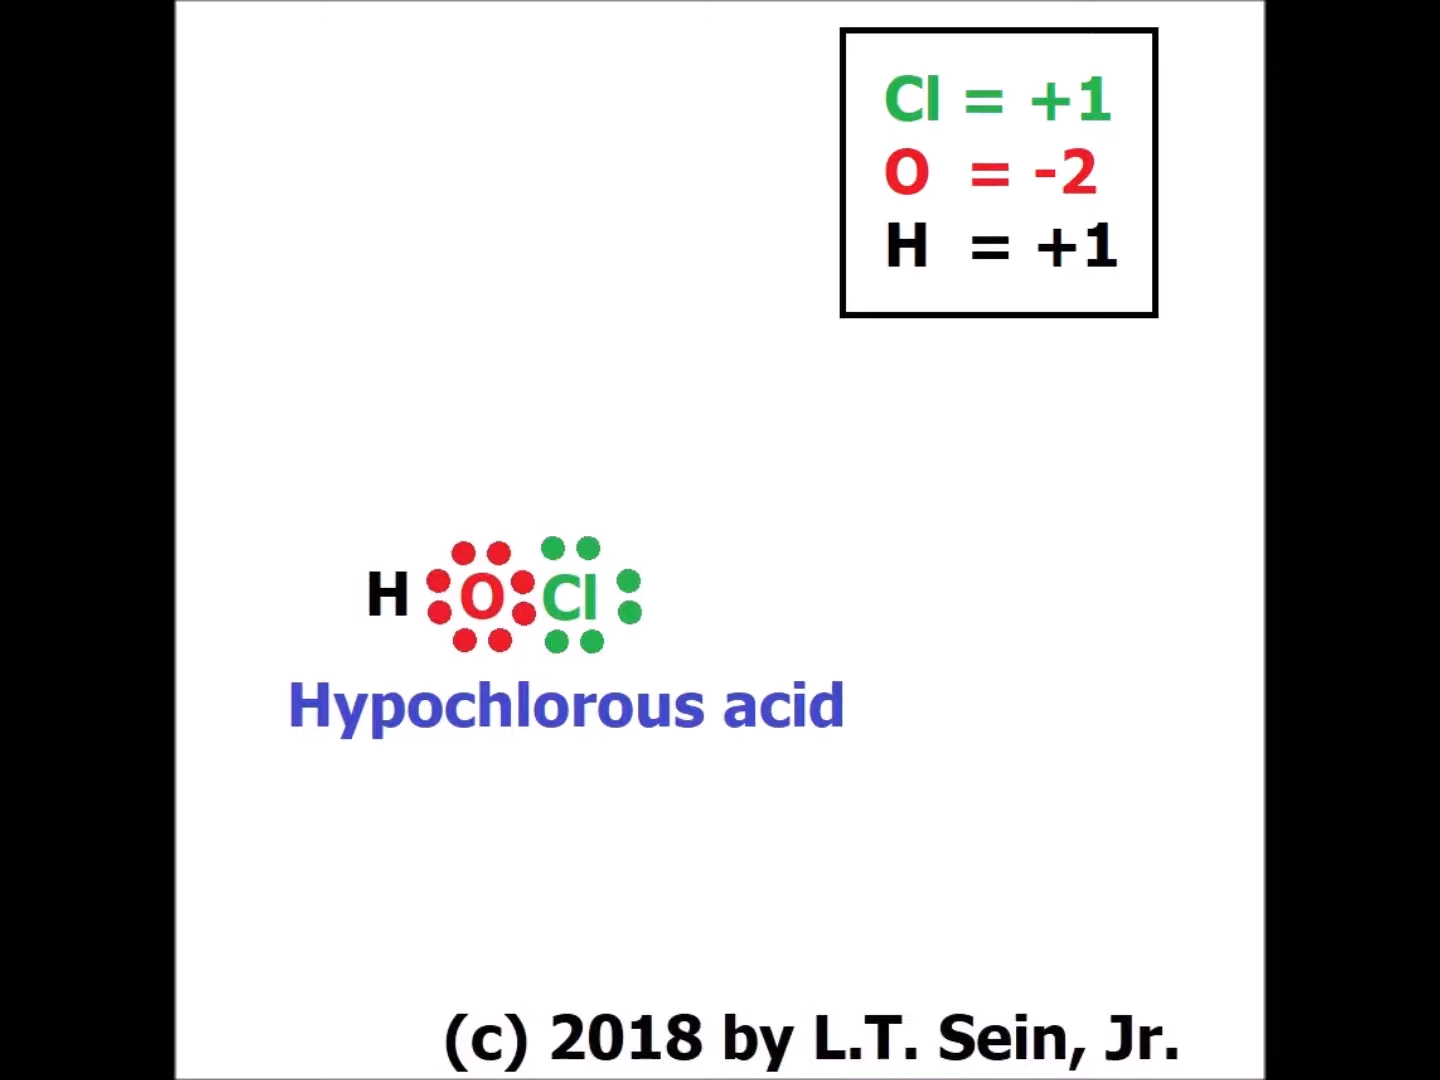 Cl = +1
O = -2
H = +1
H O Cl
Hypochlorous acid
(c) 2018 by L.T. Sein, Jr.